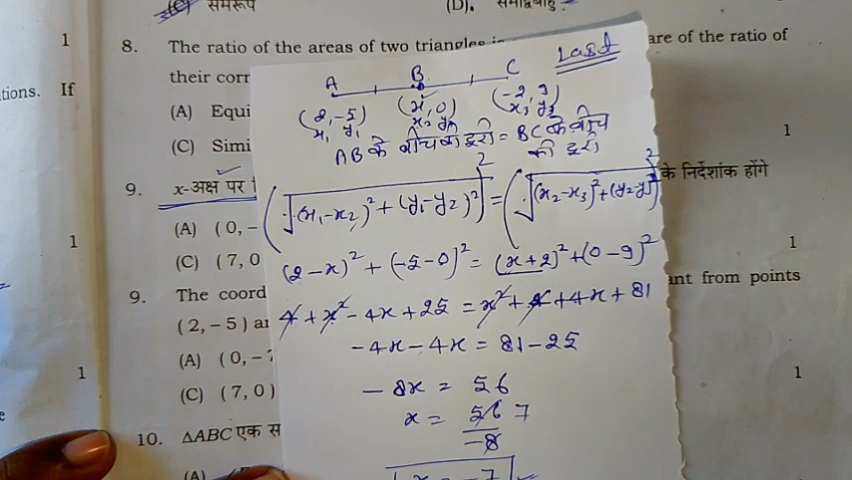 (C) समरूप (D).
1
8. The ratio of the areas of two triangles are of the ratio of
their corr
tions. If
(A) Equi
(C) Simi
1
9. x-अक्ष पर के निर्देशांक होंगे
(A) ( 0, –
1
(C) ( 7, 0
1
9. The coord ant from points
( 2, – 5 ) an
(A) ( 0, –
1
(C) ( 7, 0 )
1
10. ΔABC एक स
(A)
Last
A B C
(2,-5) (x,0) (-2,9)
x₁ y₁ x₂ y₂ x₃ y₃
AB के बीच की दूरी = BC के बीच
की दूरी
(√(x₁-x₂)²+(y₁-y₂)²)² = (√(x₂-x₃)²+(y₂-y₃)²)²
(2-x)²+(-5-0)² = (x+2)²+(0-9)²
4+x²-4x+25 = x²+4+4x+81
-4x-4x = 81-25
-8x = 56
x = 56 7
-8
x = -7